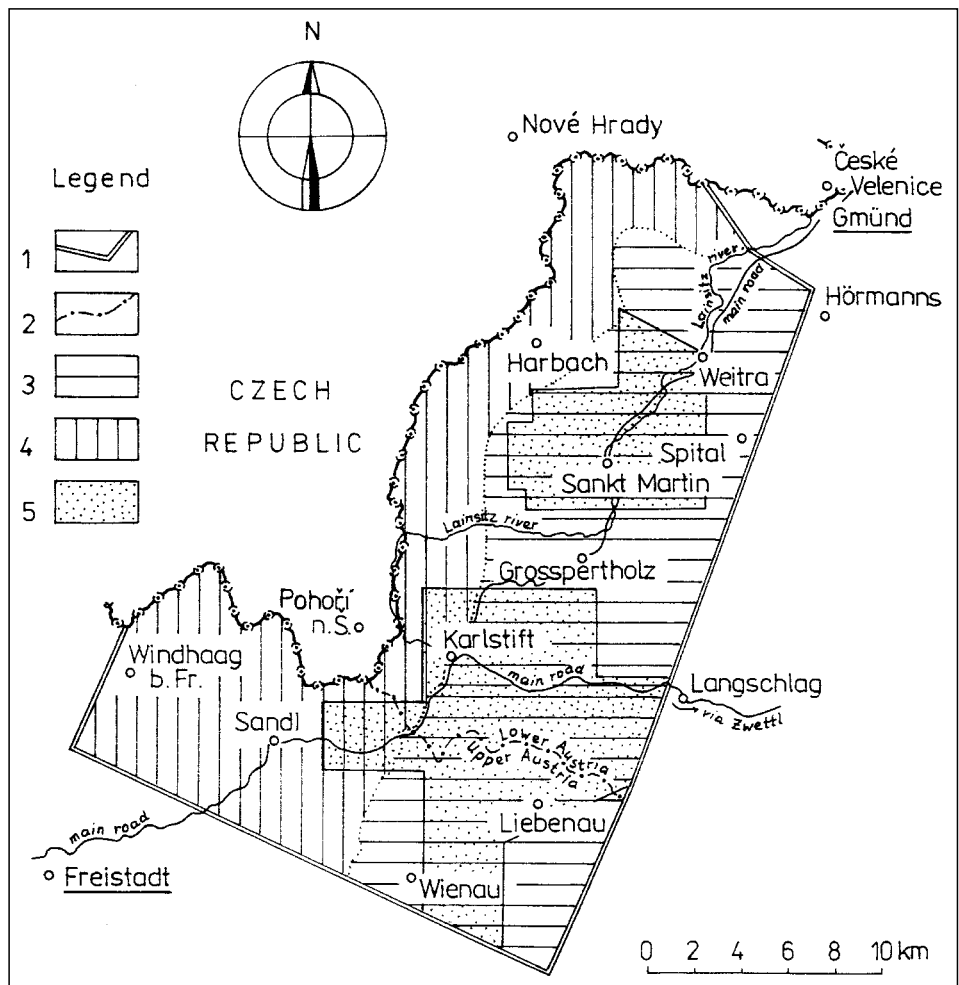 N
Nové Hrady
České
Velenice
Gmünd
Legend
1
2
3
4
5
river
Lainsitz
main road
Hörmanns
Harbach
Weitra
CZECH
REPUBLIC
Spital
Sankt Martin
Lainsitz river
Grosspertholz
Pohoči
n.S.
Karlstift
Windhaag
b. Fr.
main road
Langschlag
via Zwettl
Sandl
Lower Austria
Upper Austria
Liebenau
main road
Freistadt
Wienau
0 2 4 6 8 10 km